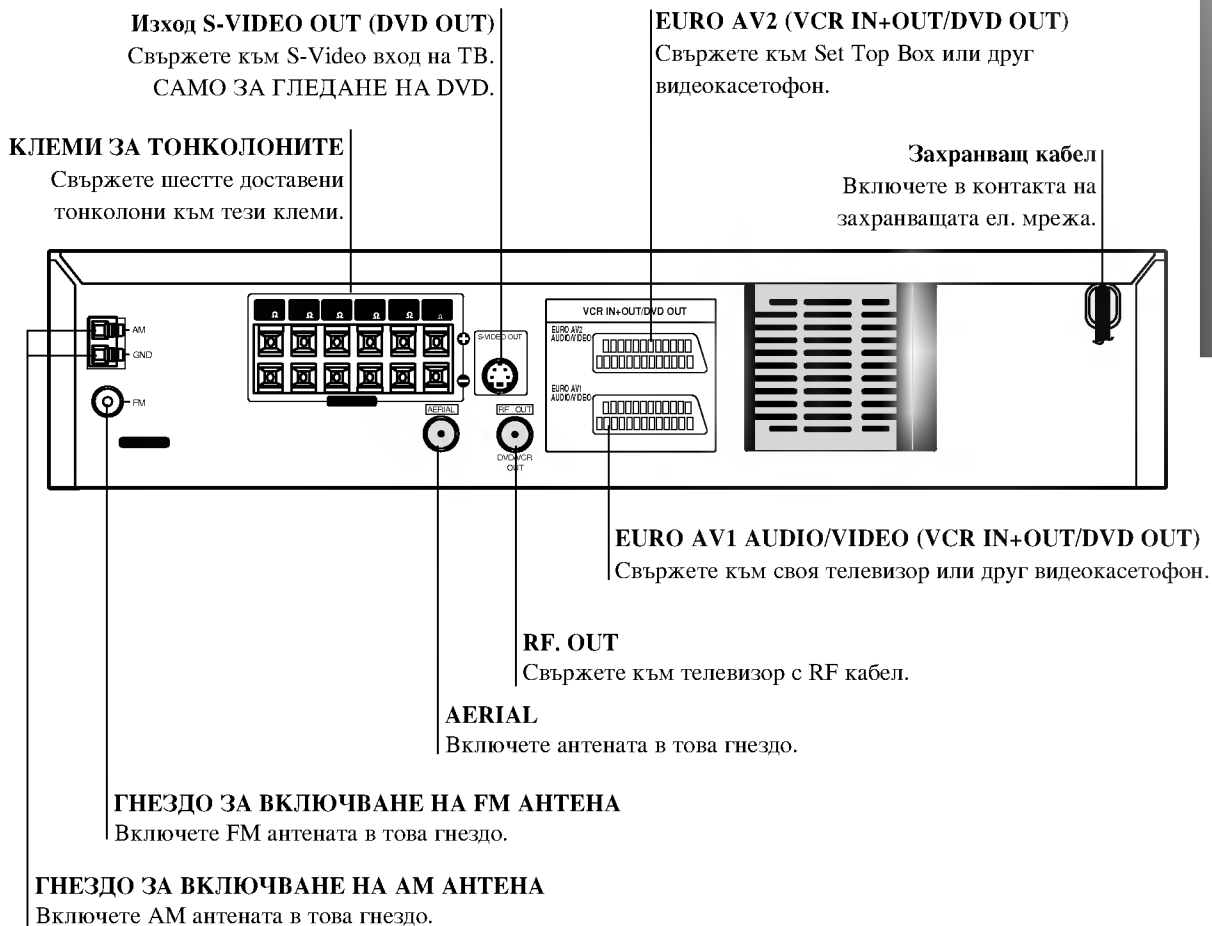 Изход S-VIDEO OUT (DVD OUT)
Свържете към S-Video вход на ТВ.
САМО ЗА ГЛЕДАНЕ НА DVD.
EURO AV2 (VCR IN+OUT/DVD OUT)
Свържете към Set Top Box или друг
видеокасетофон.
КЛЕМИ ЗА ТОНКОЛОНИТЕ
Свържете шестте доставени
тонколони към тези клеми.
Захранващ кабел
Включете в контакта на
захранващата ел. мрежа.
AM
GND
FM
Ω Ω Ω Ω Ω Ω
S-VIDEO OUT
AERIAL
RF. OUT
DVD/VCR
OUT
VCR IN+OUT/DVD OUT
EURO AV2
AUDIO/VIDEO
EURO AV1
AUDIO/VIDEO
EURO AV1 AUDIO/VIDEO (VCR IN+OUT/DVD OUT)
Свържете към своя телевизор или друг видеокасетофон.
RF. OUT
Свържете към телевизор с RF кабел.
AERIAL
Включете антената в това гнездо.
ГНЕЗДО ЗА ВКЛЮЧВАНЕ НА FM АНТЕНА
Включете FM антената в това гнездо.
ГНЕЗДО ЗА ВКЛЮЧВАНЕ НА AM АНТЕНА
Включете AM антената в това гнездо.